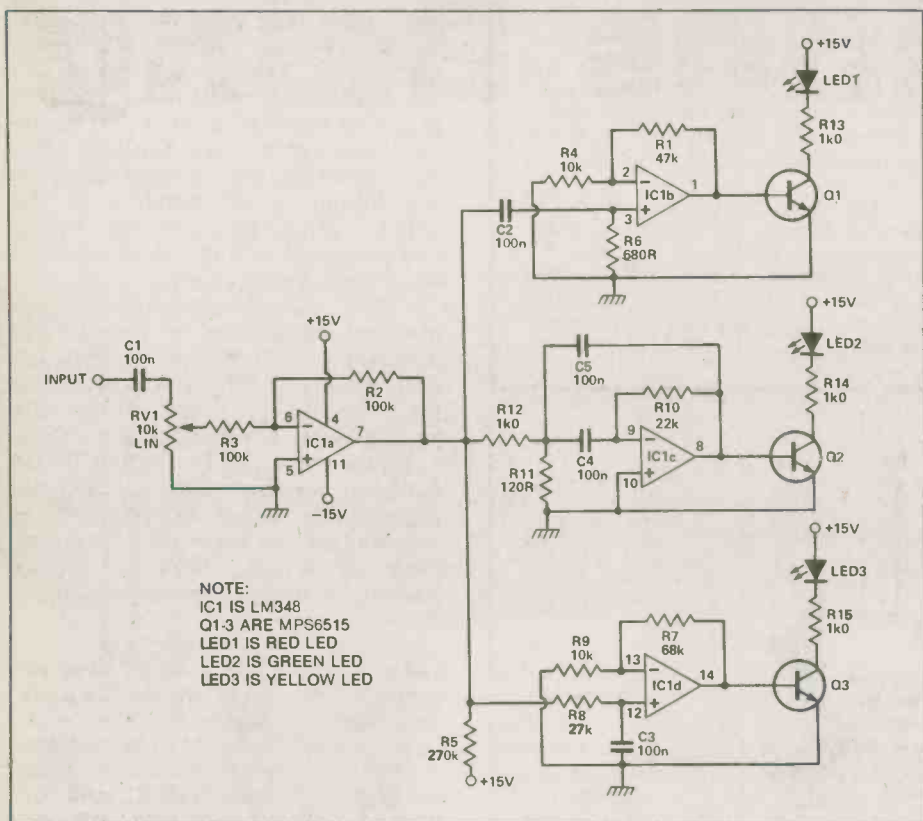 +15V
LED1
R13
1k0
R1
47k
R4
10k
2
IC1b
1
3
Q1
C2
100n
R6
680R
+15V
LED2
R14
1k0
C5
100n
R10
22k
R12
1k0
C4
100n
9
IC1c
8
10
R11
120R
Q2
+15V
C1
100n
INPUT
RV1
10k
LIN
R3
100k
R2
100k
6
4
IC1a
7
5
11
-15V
+15V
LED3
R15
1k0
R7
68k
R9
10k
13
IC1d
14
12
R8
27k
C3
100n
Q3
R5
270k
+15V
NOTE:
IC1 IS LM348
Q1-3 ARE MPS6515
LED1 IS RED LED
LED2 IS GREEN LED
LED3 IS YELLOW LED